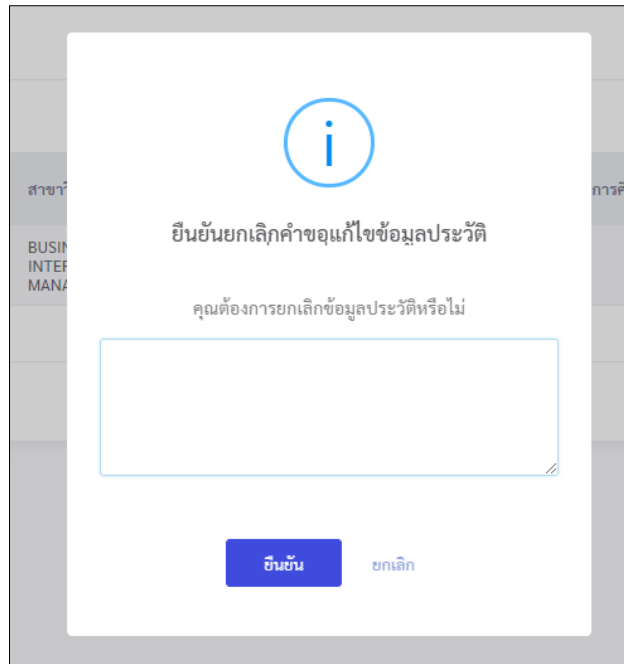 i
ยืนยันยกเลิกคำขอแก้ไขข้อมูลประวัติ
คุณต้องการยกเลิกข้อมูลประวัติหรือไม่
ยืนยัน
ยกเลิก